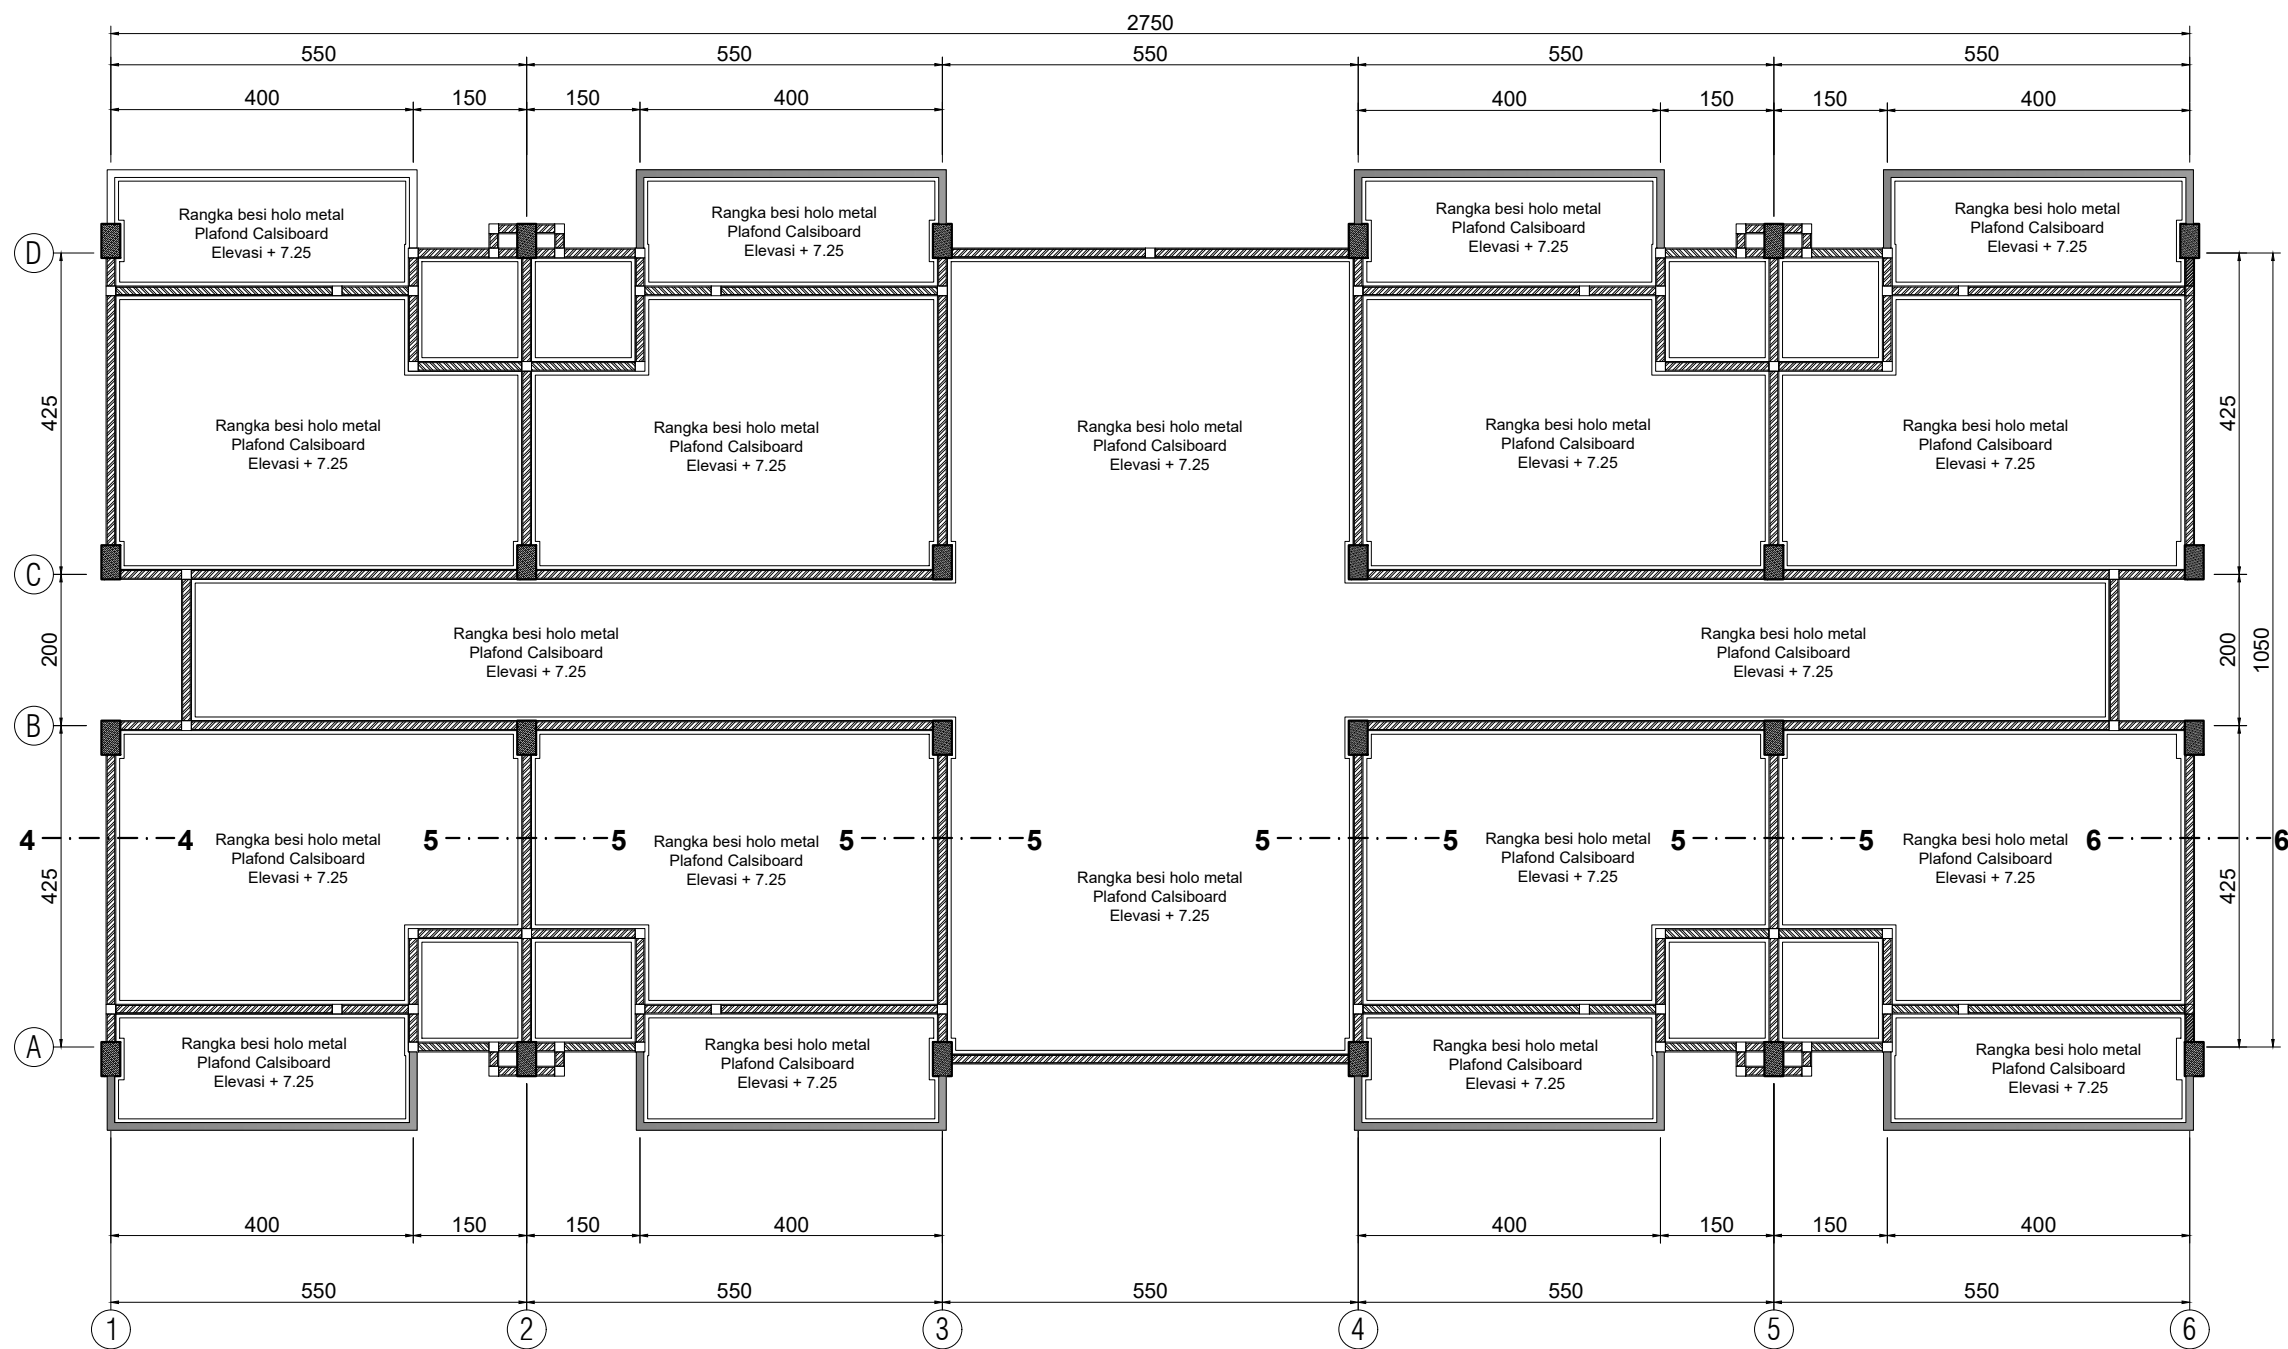 2750
550 550 550 550 550
400 150 150 400 400 150 150 400
Rangka besi holo metal
Plafond Calsiboard
Elevasi + 7.25
Rangka besi holo metal
Plafond Calsiboard
Elevasi + 7.25
Rangka besi holo metal
Plafond Calsiboard
Elevasi + 7.25
Rangka besi holo metal
Plafond Calsiboard
Elevasi + 7.25
D
425
Rangka besi holo metal
Plafond Calsiboard
Elevasi + 7.25
Rangka besi holo metal
Plafond Calsiboard
Elevasi + 7.25
Rangka besi holo metal
Plafond Calsiboard
Elevasi + 7.25
Rangka besi holo metal
Plafond Calsiboard
Elevasi + 7.25
Rangka besi holo metal
Plafond Calsiboard
Elevasi + 7.25
425
C
200
Rangka besi holo metal
Plafond Calsiboard
Elevasi + 7.25
Rangka besi holo metal
Plafond Calsiboard
Elevasi + 7.25
200
1050
B
4 4 5 5 5 5 5 5 5 5 6 6
425
Rangka besi holo metal
Plafond Calsiboard
Elevasi + 7.25
Rangka besi holo metal
Plafond Calsiboard
Elevasi + 7.25
Rangka besi holo metal
Plafond Calsiboard
Elevasi + 7.25
Rangka besi holo metal
Plafond Calsiboard
Elevasi + 7.25
Rangka besi holo metal
Plafond Calsiboard
Elevasi + 7.25
425
A
Rangka besi holo metal
Plafond Calsiboard
Elevasi + 7.25
Rangka besi holo metal
Plafond Calsiboard
Elevasi + 7.25
Rangka besi holo metal
Plafond Calsiboard
Elevasi + 7.25
Rangka besi holo metal
Plafond Calsiboard
Elevasi + 7.25
400 150 150 400 400 150 150 400
550 550 550 550 550
1 2 3 4 5 6